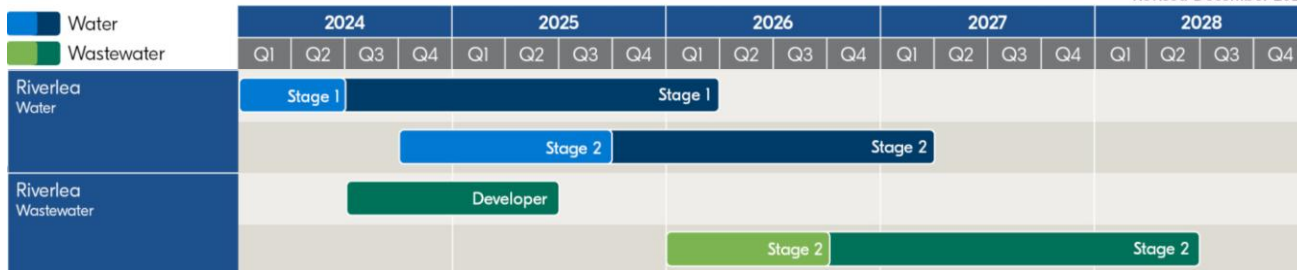 Water
Wastewater
2024 2025 2026 2027 2028
Q1 Q2 Q3 Q4 Q1 Q2 Q3 Q4 Q1 Q2 Q3 Q4 Q1 Q2 Q3 Q4 Q1 Q2 Q3 Q4
Riverlea
Water
Stage 1 Stage 1
Stage 2 Stage 2
Riverlea
Wastewater
Developer
Stage 2 Stage 2